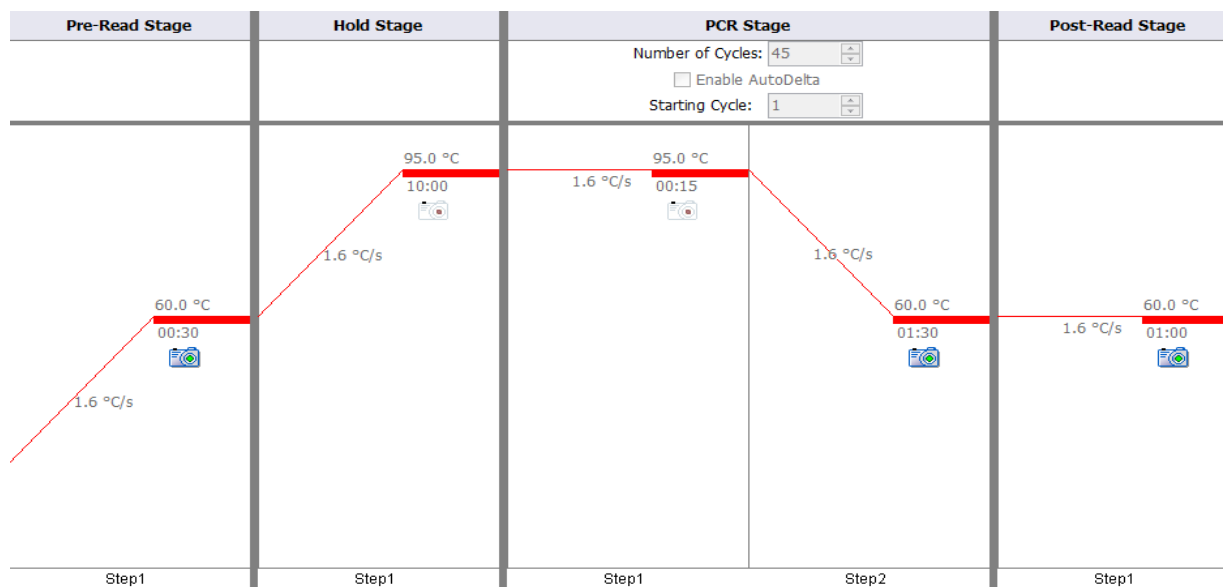 Pre-Read Stage
Hold Stage
PCR Stage
Post-Read Stage
Number of Cycles: 45
Enable AutoDelta
Starting Cycle: 1
95.0 °C
10:00
1.6 °C/s
95.0 °C
1.6 °C/s
00:15
1.6 °C/s
60.0 °C
00:30
1.6 °C/s
60.0 °C
01:30
60.0 °C
1.6 °C/s
01:00
Step1
Step1
Step1
Step2
Step1